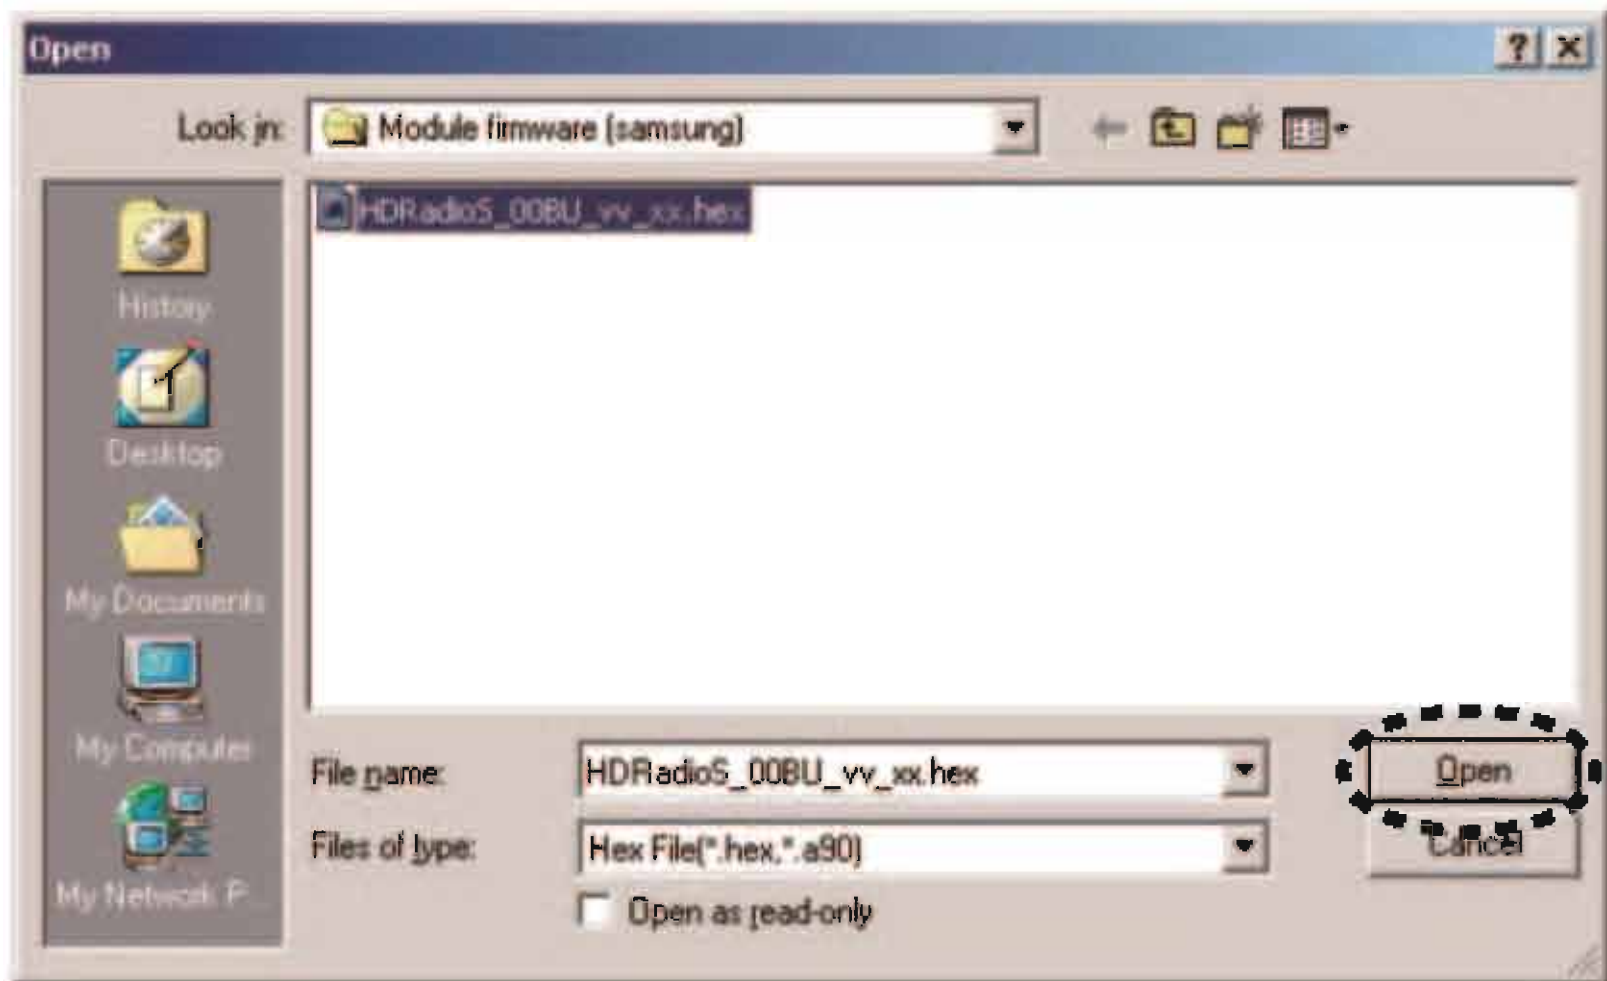 Open
Look in: Module firmware (samsung)
HDRadioS_00BU_vv_xx.hex
History
Desktop
My Documents
My Computer
My Network P...
File name: HDRadioS_00BU_vv_xx.hex
Open
Files of type: Hex File(*.hex,*.a90)
Cancel
Open as read-only